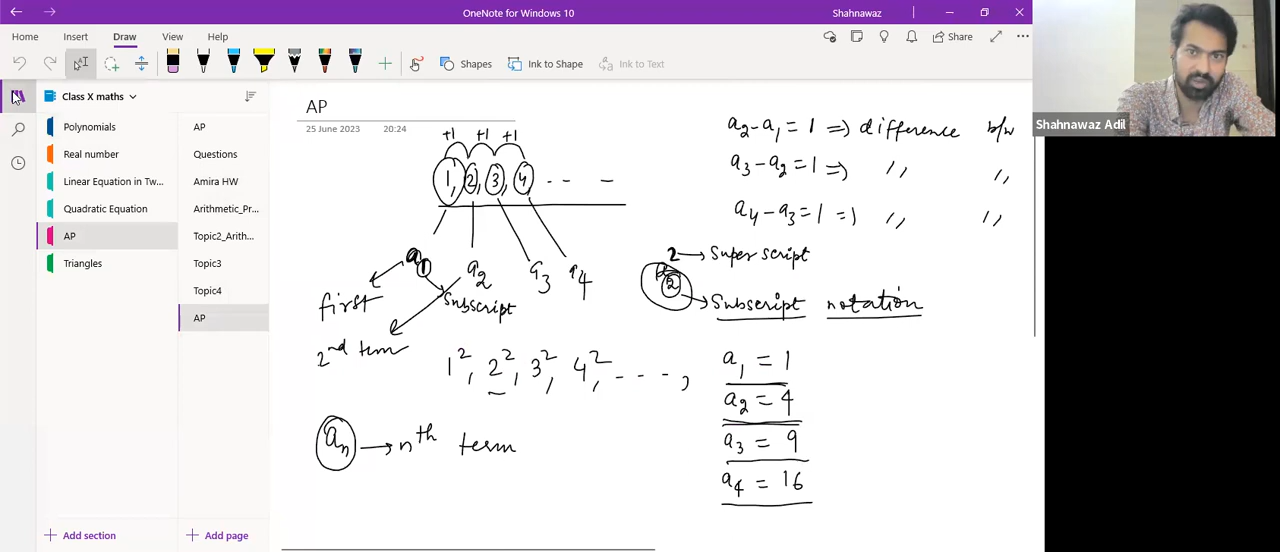 OneNote for Windows 10
Shahnawaz
Home Insert Draw View Help
Share
Shapes
Ink to Shape
Ink to Text
Class X maths
Polynomials
Real number
Linear Equation in Tw...
Quadratic Equation
AP
Triangles
AP
Questions
Amira HW
Arithmetic_Pr...
Topic2_Arith...
Topic3
Topic4
AP
Add section
Add page
AP
25 June 2023 20:24
+1 +1 +1
1, 2, 3, 4, -- -
a₁ a₂ a₃ a₄
first
subscript
2nd term
1², 2², 3², 4², - - - -,
aₙ → nth term
a₂-a₁ = 1 => difference b/w
a₃-a₂ = 1 => ,, ,,
a₄-a₃ = 1 => ,, ,,
2 → Superscript
2 → Subscript notation
a₁ = 1
a₂ = 4
a₃ = 9
a₄ = 16
Shahnawaz Adil